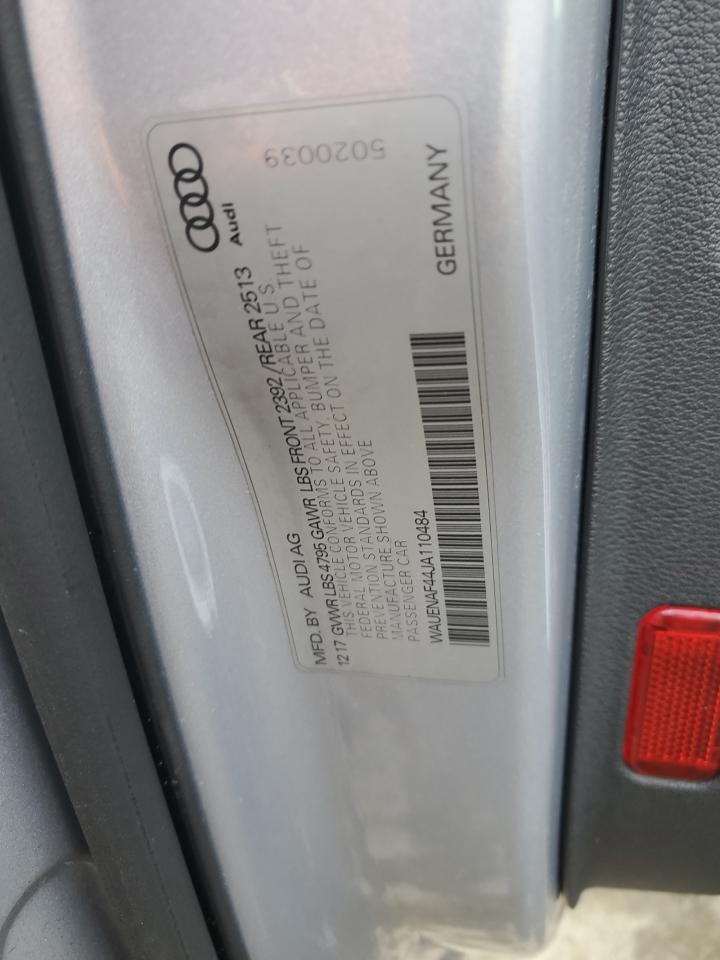 Audi
5020039
MFD. BY AUDI AG
1217 GVWR LBS 4795 GAWR LBS FRONT 2392/REAR 2513
THIS VEHICLE CONFORMS TO ALL APPLICABLE U S
FEDERAL MOTOR VEHICLE SAFETY, BUMPER AND THEFT
PREVENTION STANDARDS IN EFFECT ON THE DATE OF
MANUFACTURE SHOWN ABOVE
PASSENGER CAR
WAUENAF44JA110484
GERMANY